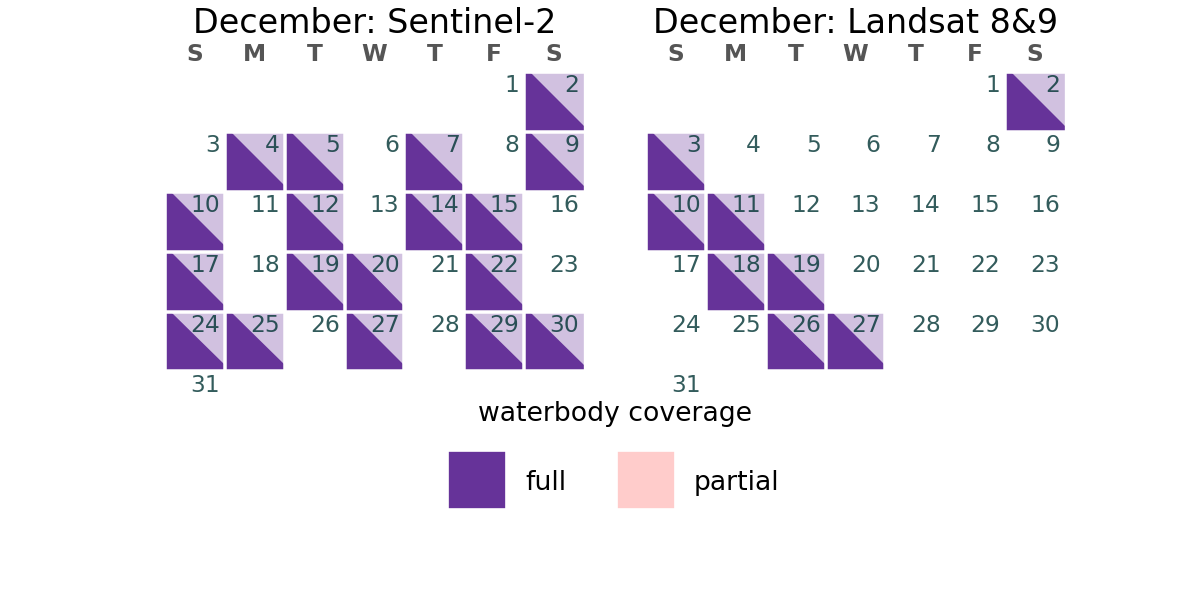 December: Sentinel-2
S M T W T F S
1 2
3 4 5 6 7 8 9
10 11 12 13 14 15 16
17 18 19 20 21 22 23
24 25 26 27 28 29 30
31
December: Landsat 8&9
S M T W T F S
1 2
3 4 5 6 7 8 9
10 11 12 13 14 15 16
17 18 19 20 21 22 23
24 25 26 27 28 29 30
31
waterbody coverage
full partial